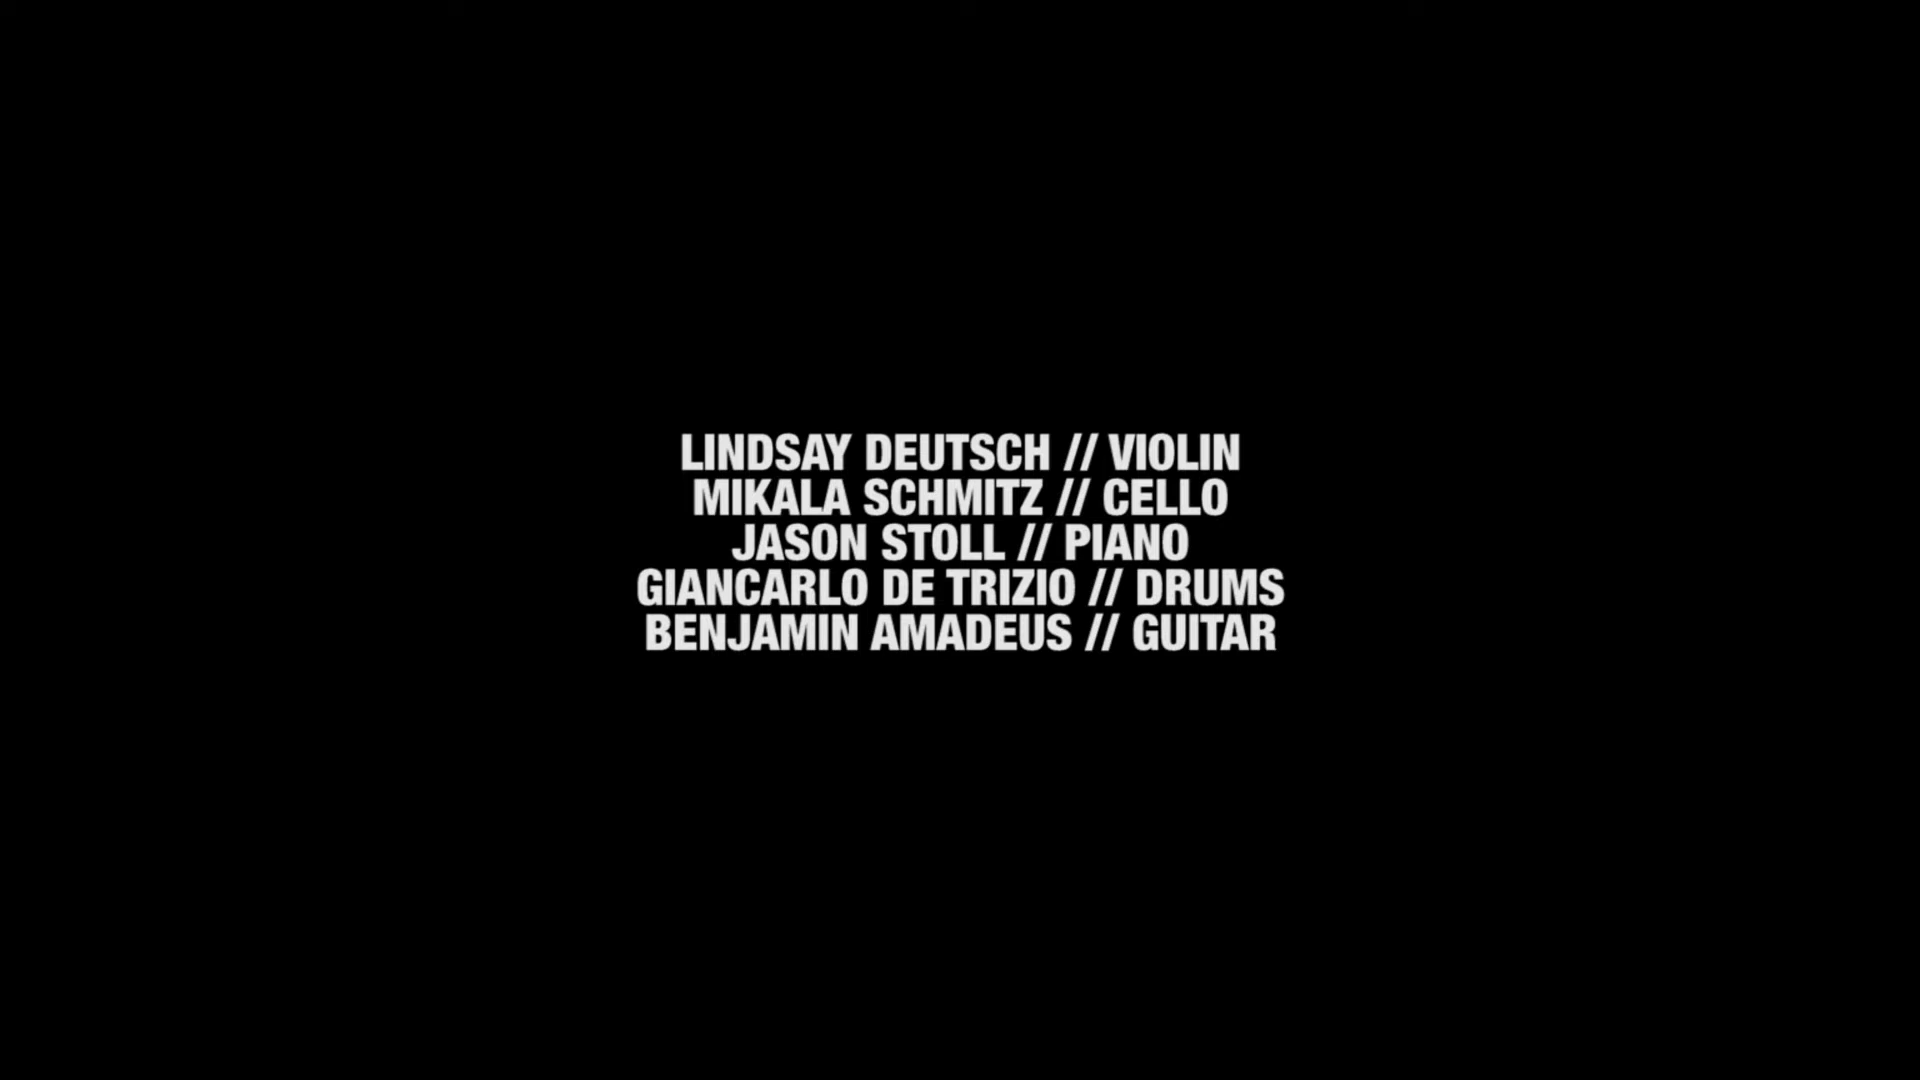 LINDSAY DEUTSCH // VIOLIN
MIKALA SCHMITZ // CELLO
JASON STOLL // PIANO
GIANCARLO DE TRIZIO // DRUMS
BENJAMIN AMADEUS // GUITAR